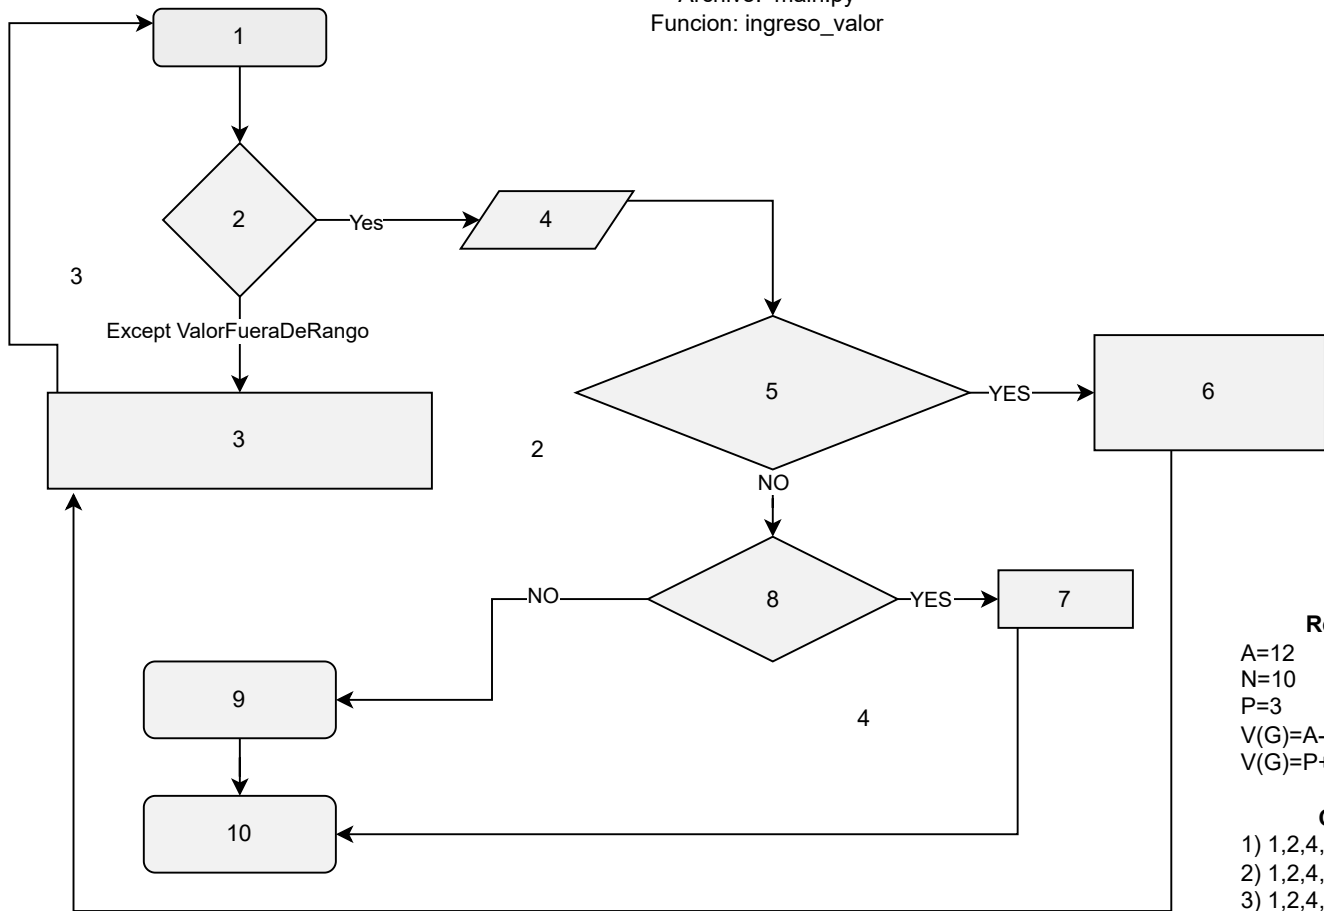 Archivo: main.py
Funcion: ingreso_valor
1
2
Yes
4
3
Except ValorFueraDeRango
3
5
YES
6
2
NO
8
YES
7
NO
9
4
10
A=12
N=10
P=3
V(G)=A-
V(G)=P+
1) 1,2,4,
2) 1,2,4,
3) 1,2,4,